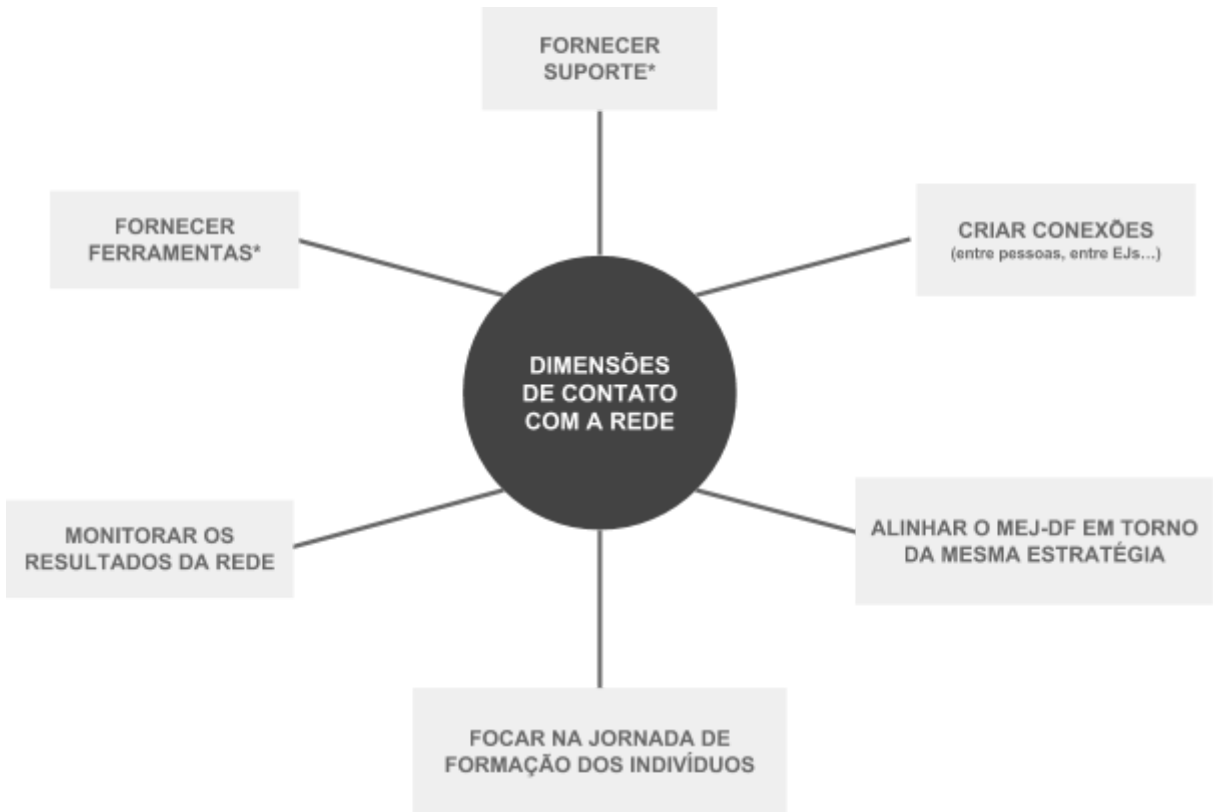 FORNECER
SUPORTE*
FORNECER
FERRAMENTAS*
CRIAR CONEXÕES
(entre pessoas, entre EJs...)
DIMENSÕES
DE CONTATO
COM A REDE
MONITORAR OS
RESULTADOS DA REDE
ALINHAR O MEJ-DF EM TORNO
DA MESMA ESTRATÉGIA
FOCAR NA JORNADA DE
FORMAÇÃO DOS INDIVÍDUOS